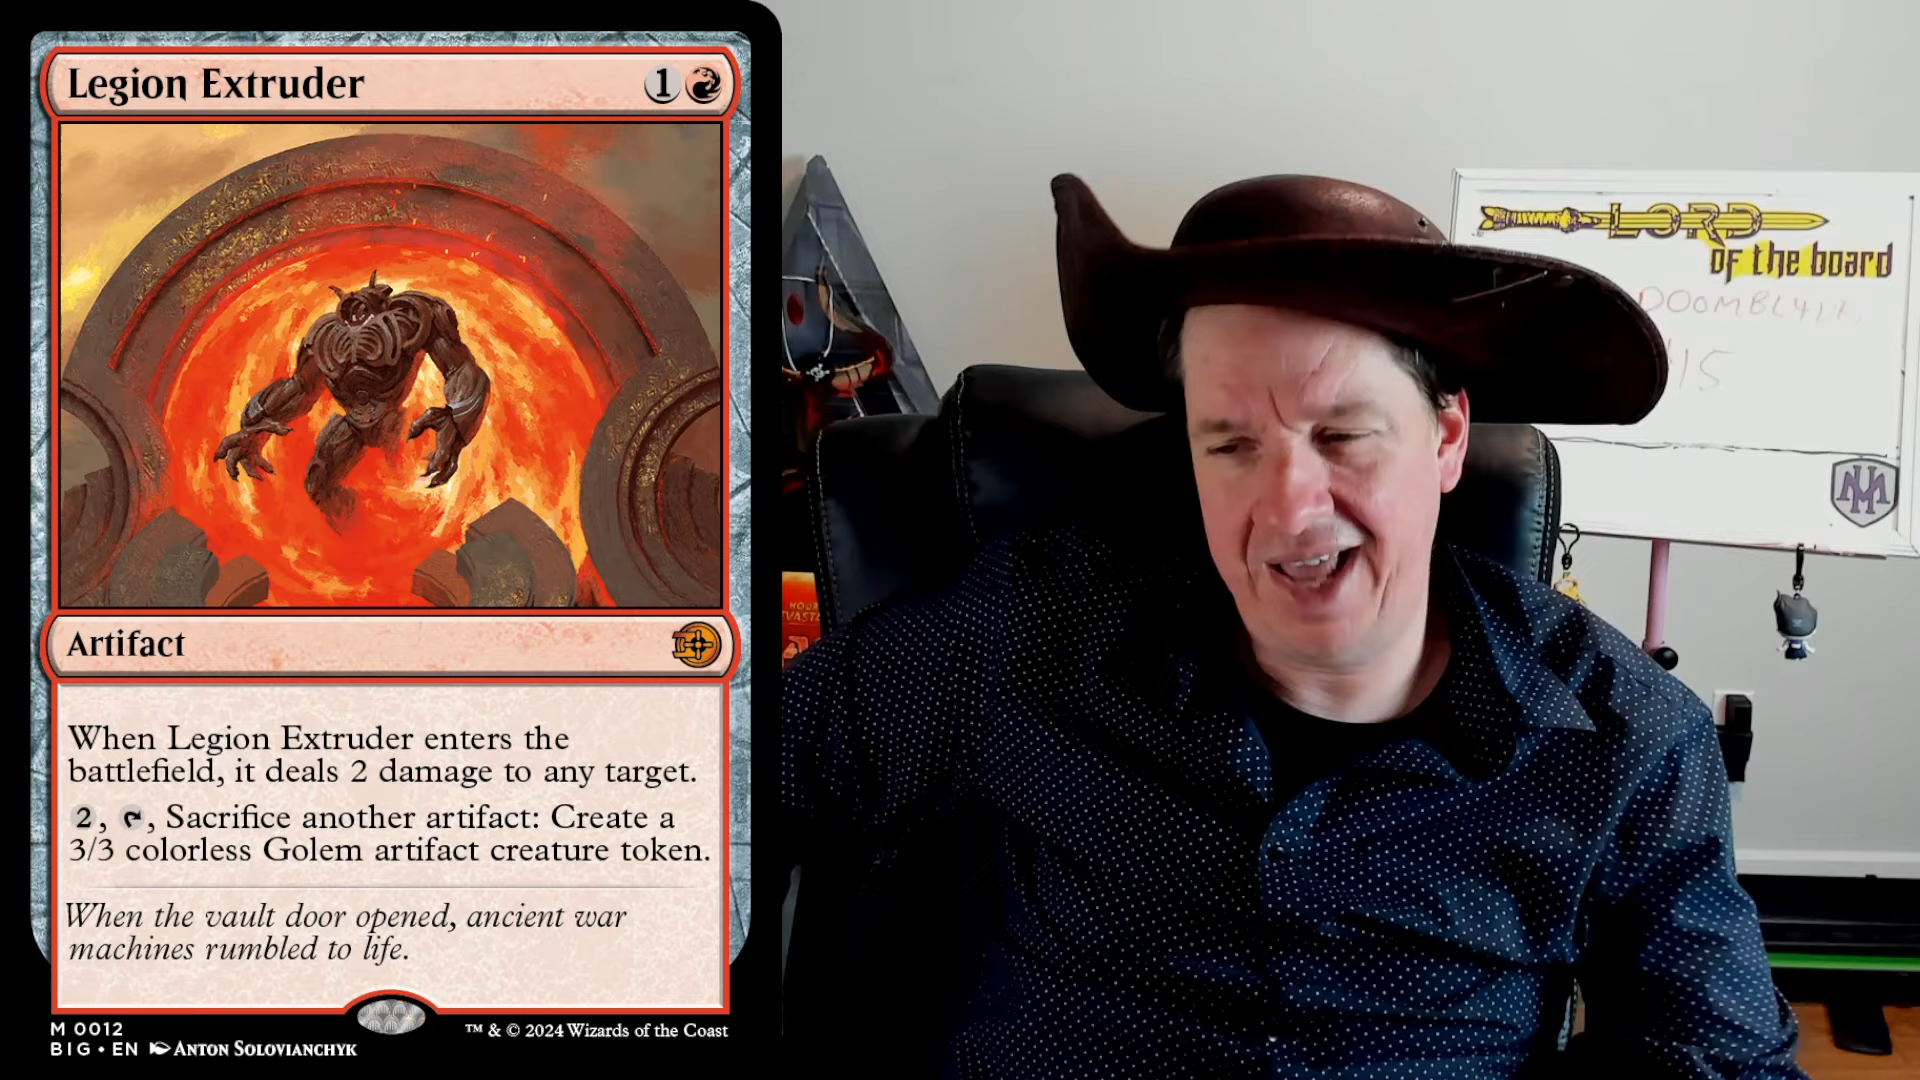 Legion Extruder
1
Artifact
When Legion Extruder enters the
battlefield, it deals 2 damage to any target.
2, , Sacrifice another artifact: Create a
3/3 colorless Golem artifact creature token.
When the vault door opened, ancient war
machines rumbled to life.
M 0012
BIG • EN ANTON SOLOVIANCHYK
™ & © 2024 Wizards of the Coast
LORD
of the board
15